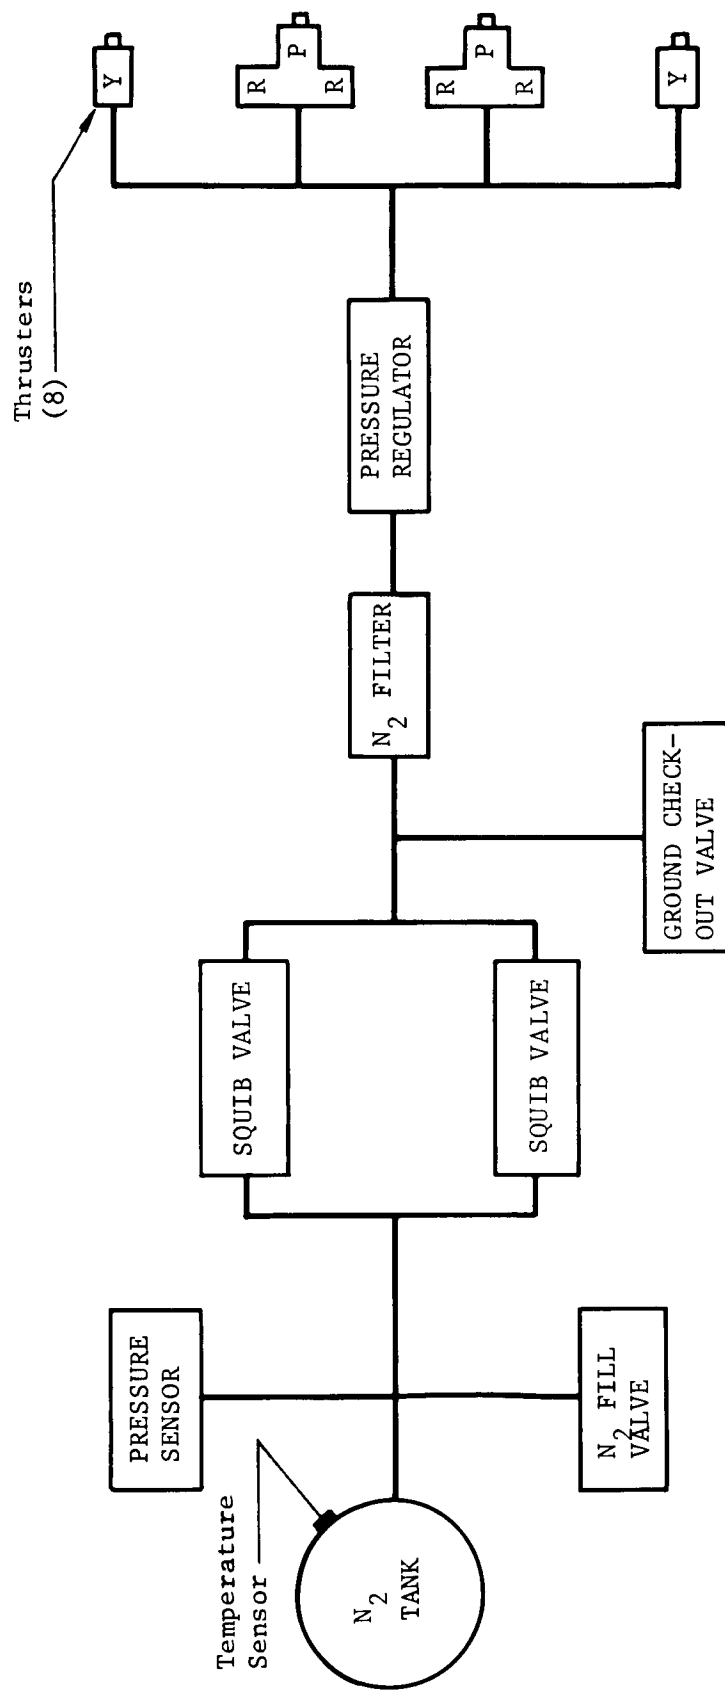 Temperature
Sensor
N2
TANK
PRESSURE
SENSOR
N2 FILL
VALVE
SQUIB VALVE
SQUIB VALVE
GROUND CHECK-
OUT VALVE
N2 FILTER
PRESSURE
REGULATOR
Thrusters
(8)
Y
R
P
R
R
P
R
Y